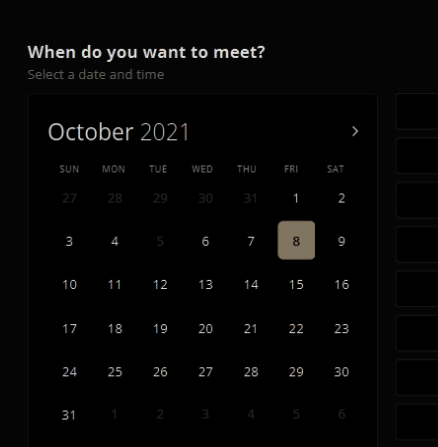 When do you want to meet?
Select a date and time
October 2021 >
SUN MON TUE WED THU FRI SAT
27 28 29 30 31 1 2
3 4 5 6 7 8 9
10 11 12 13 14 15 16
17 18 19 20 21 22 23
24 25 26 27 28 29 30
31 1 2 3 4 5 6